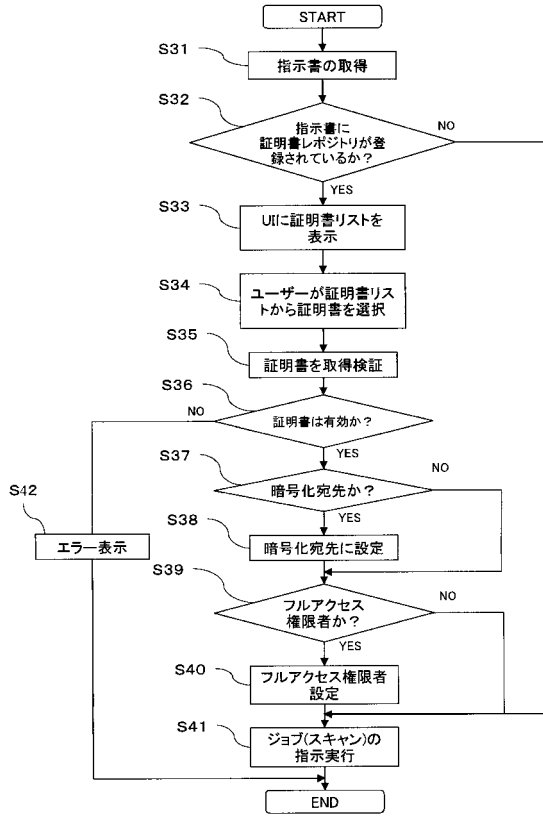 START
S31
指示書の取得
S32
指示書に
証明書レポジトリが登
録されているか？
NO
YES
S33
UIに証明書リストを
表示
S34
ユーザーが証明書リス
トから証明書を選択
S35
証明書を取得検証
S36
NO
証明書は有効か？
YES
S37
NO
暗号化宛先か？
YES
S42
エラー表示
S38
暗号化宛先に設定
S39
NO
フルアクセス
権限者か？
YES
S40
フルアクセス権限者
設定
S41
ジョブ(スキャン)の
指示実行
END